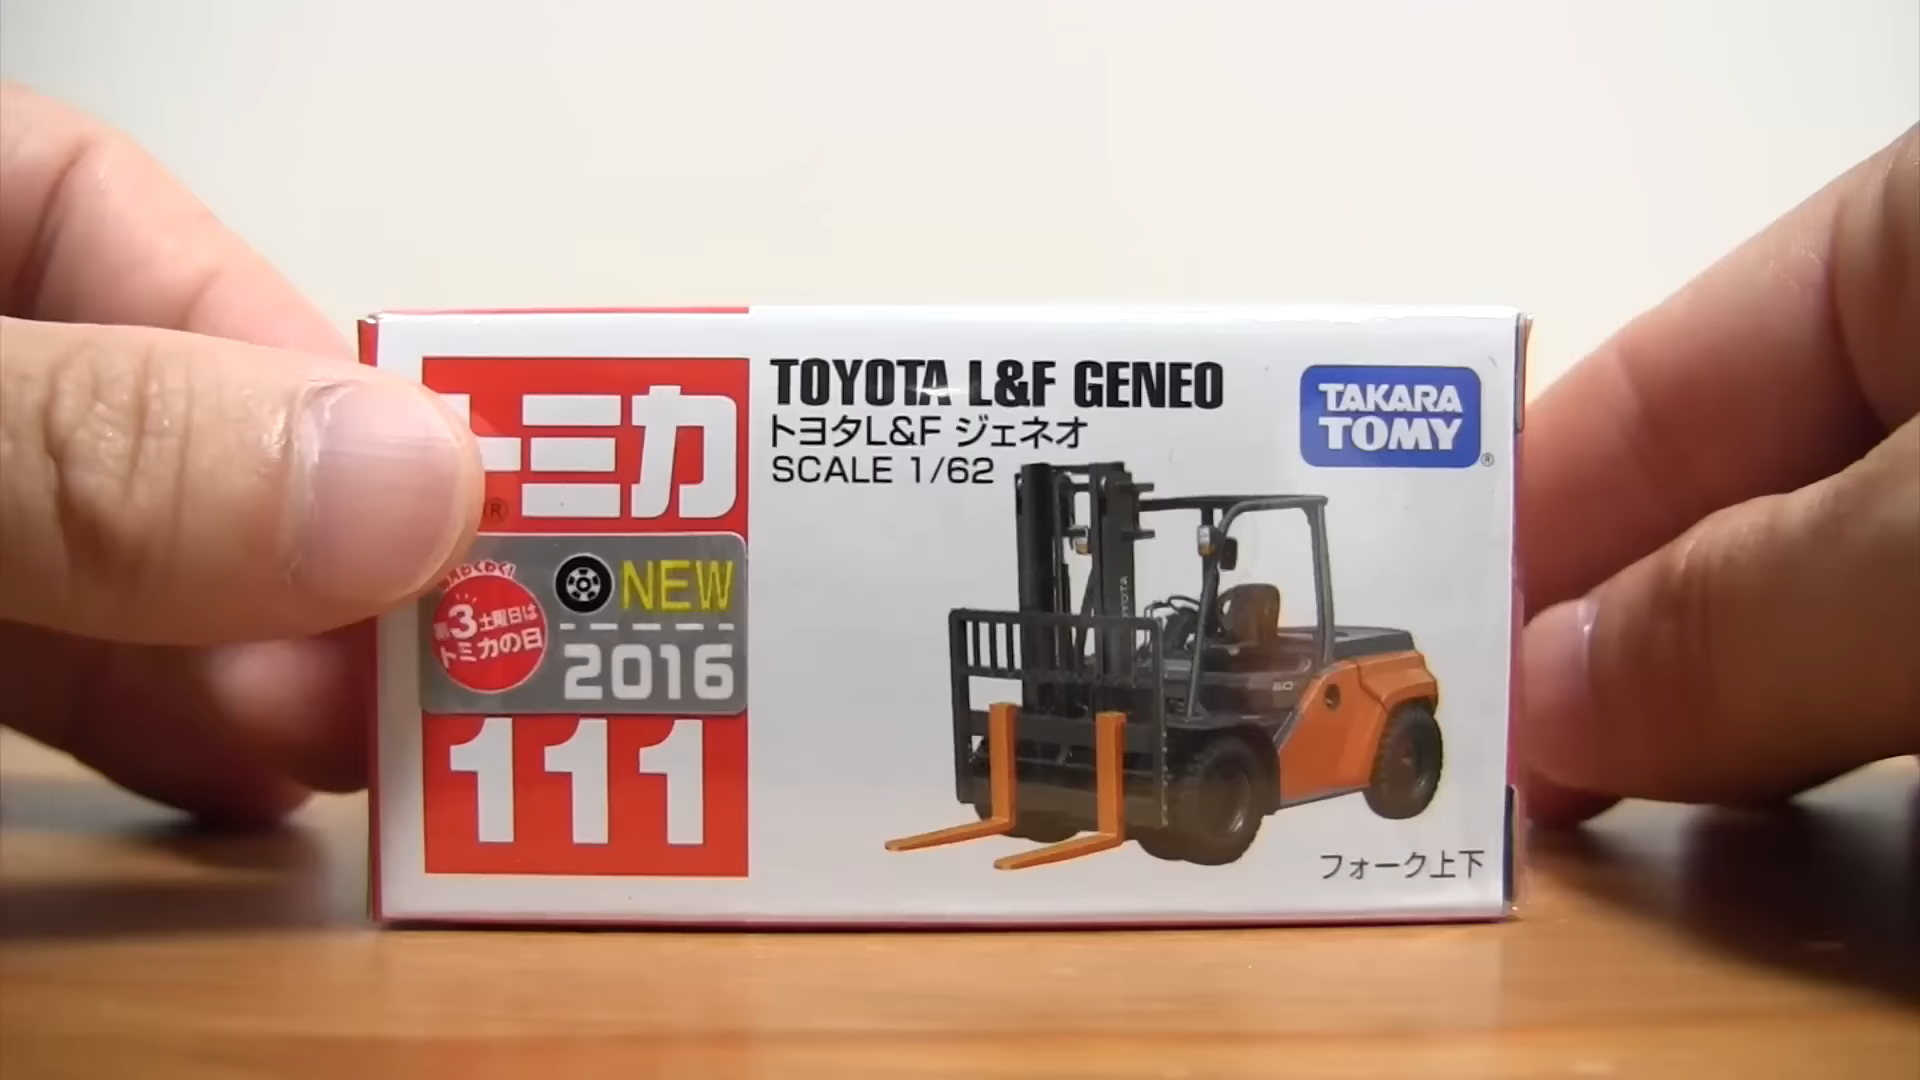 トミカ
NEW
2016
第3土曜日は
トミカの日
111
TOYOTA L&F GENEO
トヨタL&F ジェネオ
SCALE 1/62
TAKARA
TOMY
®
TOYOTA
フォーク上下